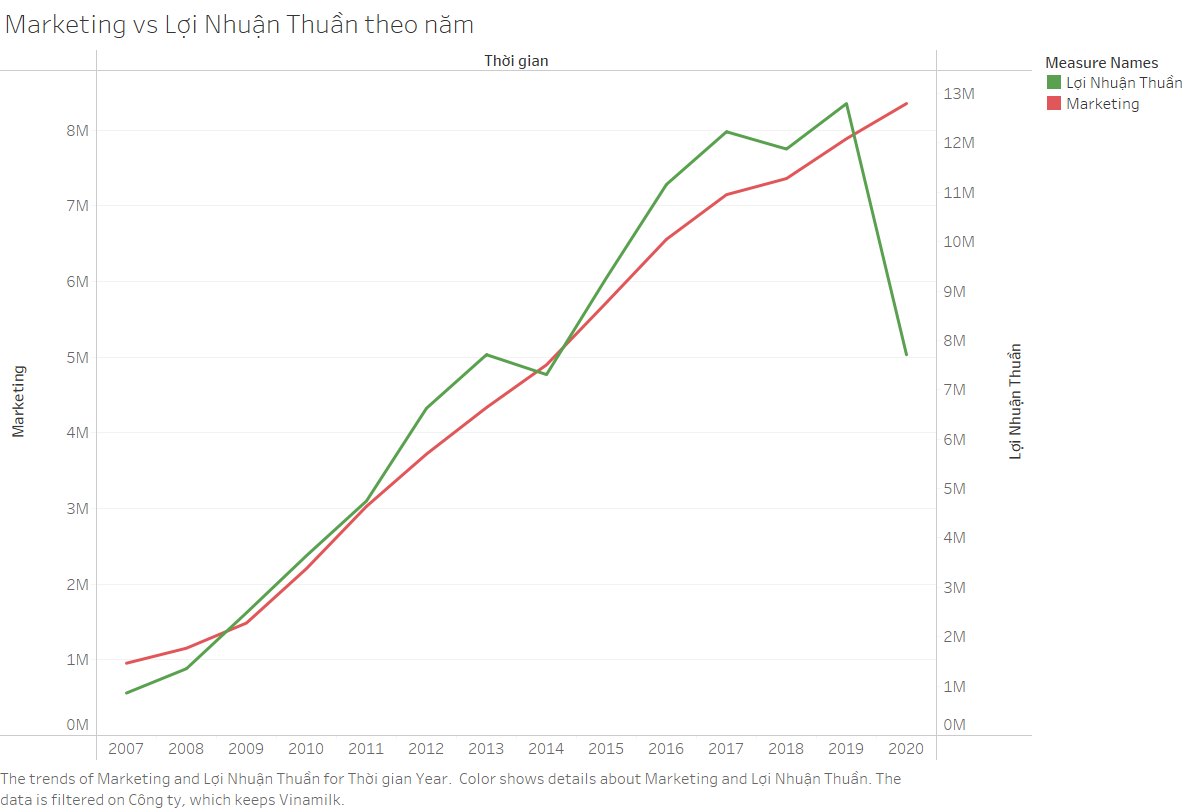 Marketing vs Lợi Nhuận Thuần theo năm
Thời gian
Measure Names
Lợi Nhuận Thuần
Marketing
Marketing
8M
7M
6M
5M
4M
3M
2M
1M
0M
13M
12M
11M
10M
9M
8M
7M
6M
5M
4M
3M
2M
1M
0M
Lợi Nhuận Thuần
2007 2008 2009 2010 2011 2012 2013 2014 2015 2016 2017 2018 2019 2020
The trends of Marketing and Lợi Nhuận Thuần for Thời gian Year. Color shows details about Marketing and Lợi Nhuận Thuần. The
data is filtered on Công ty, which keeps Vinamilk.